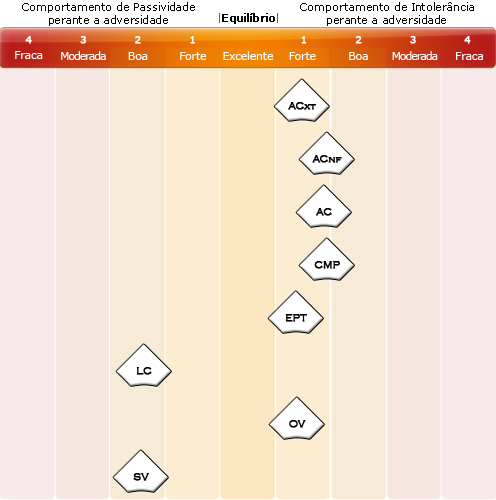 Comportamento de Passividade
perante a adversidade
|Equilíbrio|
Comportamento de Intolerância
perante a adversidade
4 3 2 1 1 2 3 4
Fraca Moderada Boa Forte Excelente Forte Boa Moderada Fraca
ACXT
ACNF
AC
CMP
EPT
LC
OV
SV